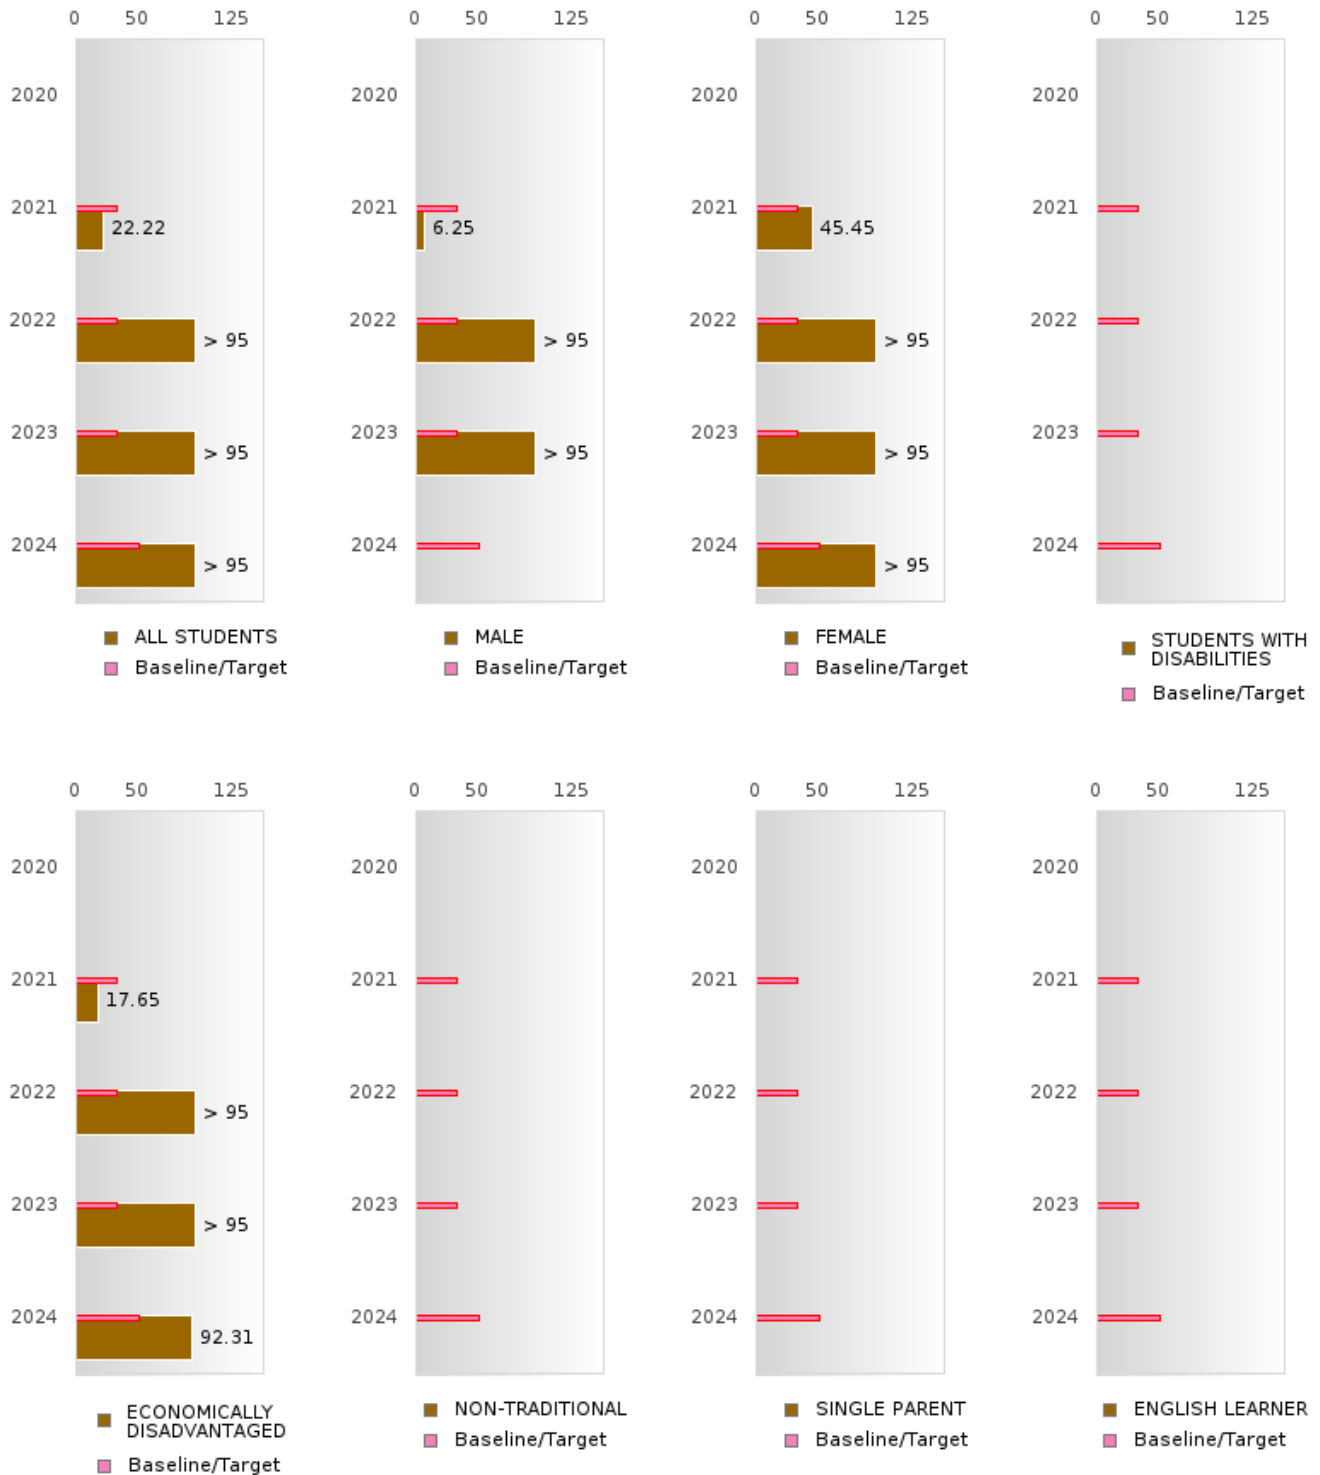 0 50 125
2020
2021
22.22
2022
> 95
2023
> 95
2024
> 95
ALL STUDENTS
Baseline/Target
0 50 125
2020
2021
6.25
2022
> 95
2023
> 95
2024
MALE
Baseline/Target
0 50 125
2020
2021
45.45
2022
> 95
2023
> 95
2024
> 95
FEMALE
Baseline/Target
0 50 125
2020
2021
2022
2023
2024
STUDENTS WITH
DISABILITIES
Baseline/Target
0 50 125
2020
2021
17.65
2022
> 95
2023
> 95
2024
92.31
ECONOMICALLY
DISADVANTAGED
Baseline/Target
0 50 125
2020
2021
2022
2023
2024
NON-TRADITIONAL
Baseline/Target
0 50 125
2020
2021
2022
2023
2024
SINGLE PARENT
Baseline/Target
0 50 125
2020
2021
2022
2023
2024
ENGLISH LEARNER
Baseline/Target